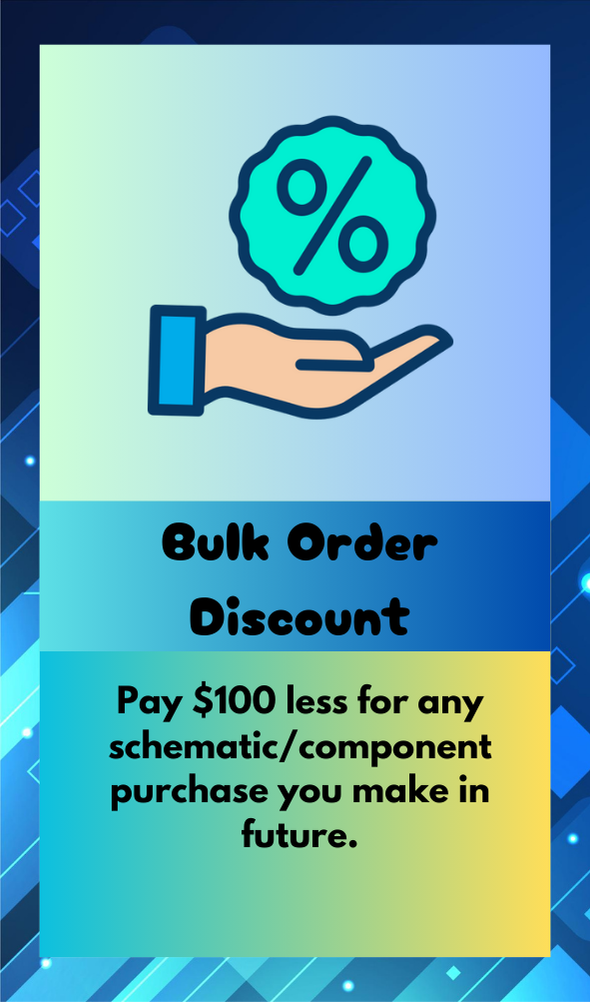 Bulk Order
Discount
Pay $100 less for any
schematic/component
purchase you make in
future.